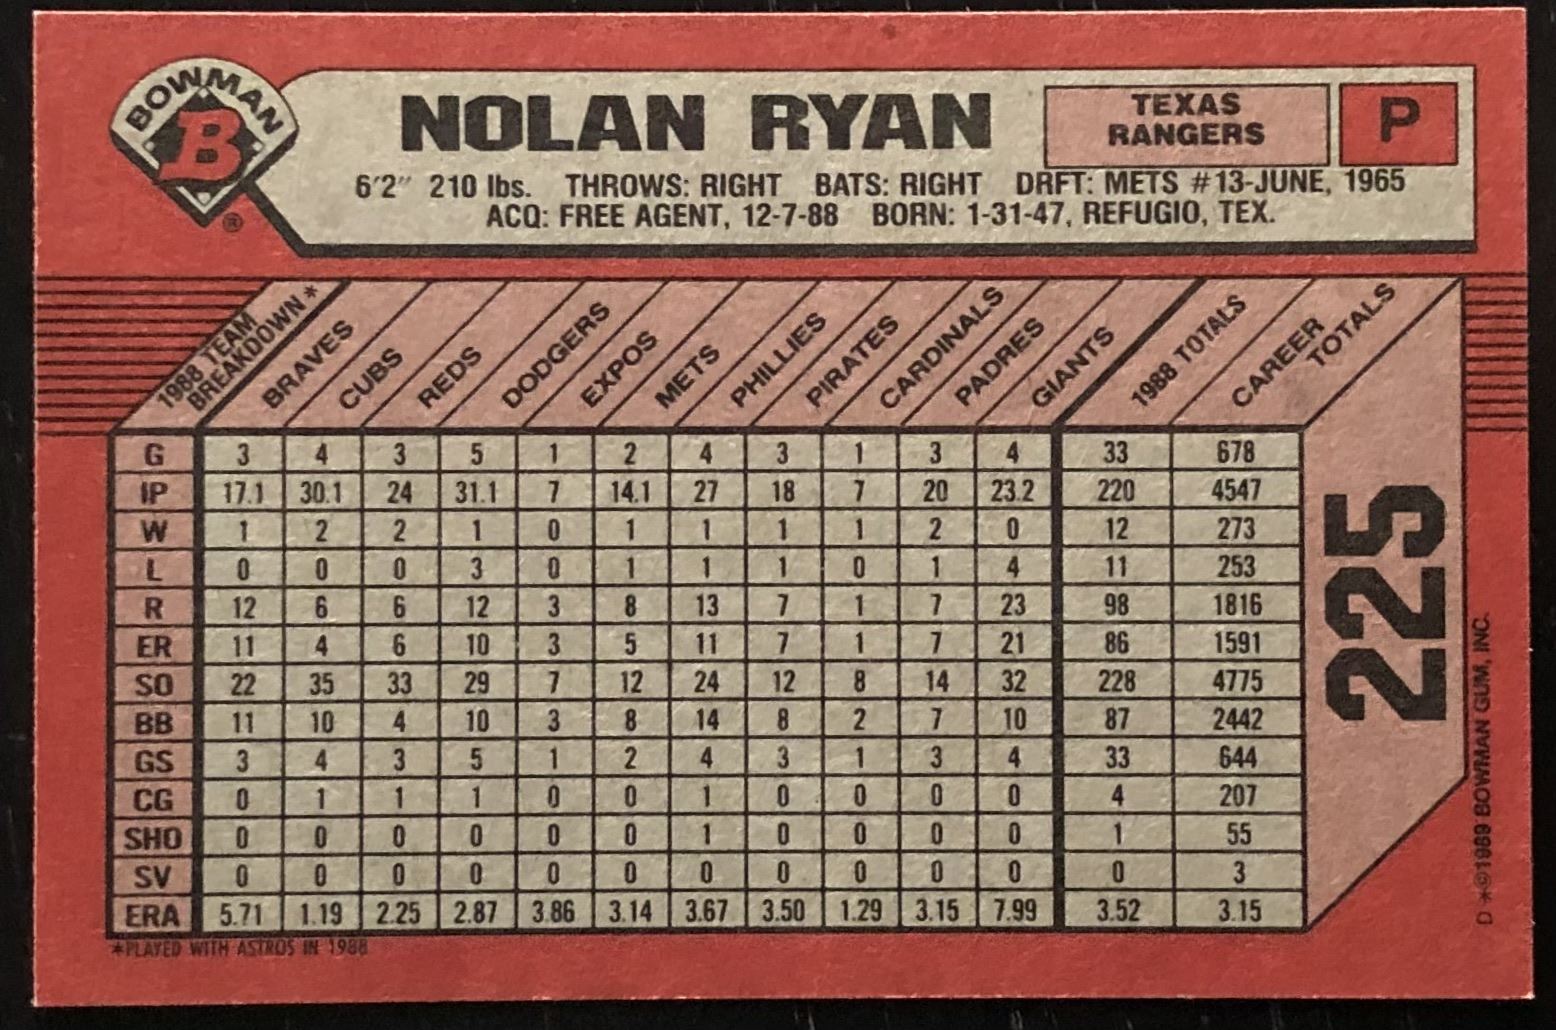 BOWMAN
B
®
NOLAN RYAN
TEXAS
RANGERS
P
6'2" 210 lbs. THROWS: RIGHT BATS: RIGHT DRFT: METS #13-JUNE, 1965
ACQ: FREE AGENT, 12-7-88 BORN: 1-31-47, REFUGIO, TEX.
1988 TEAM
BREAKDOWN*
BRAVES
CUBS
REDS
DODGERS
EXPOS
METS
PHILLIES
PIRATES
CARDINALS
PADRES
GIANTS
1988 TOTALS
CAREER
TOTALS
G 3 4 3 5 1 2 4 3 1 3 4 33 678
IP 17.1 30.1 24 31.1 7 14.1 27 18 7 20 23.2 220 4547
W 1 2 2 1 0 1 1 1 1 2 0 12 273
L 0 0 0 3 0 1 1 1 0 1 4 11 253
R 12 6 6 12 3 8 13 7 1 7 23 98 1816
ER 11 4 6 10 3 5 11 7 1 7 21 86 1591
SO 22 35 33 29 7 12 24 12 8 14 32 228 4775
BB 11 10 4 10 3 8 14 8 2 7 10 87 2442
GS 3 4 3 5 1 2 4 3 1 3 4 33 644
CG 0 1 1 1 0 0 1 0 0 0 0 4 207
SHO 0 0 0 0 0 0 1 0 0 0 0 1 55
SV 0 0 0 0 0 0 0 0 0 0 0 0 3
ERA 5.71 1.19 2.25 2.87 3.86 3.14 3.67 3.50 1.29 3.15 7.99 3.52 3.15
*PLAYED WITH ASTROS IN 1988
225
D *©1989 BOWMAN GUM, INC.